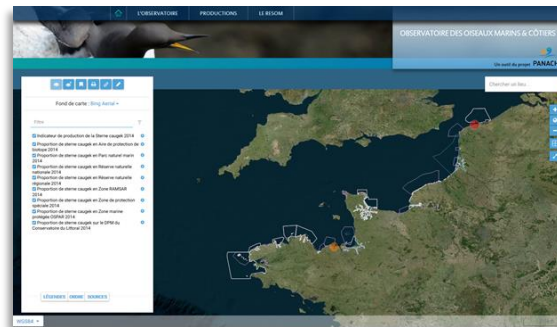 L'OBSERVATOIRE PRODUCTIONS LE RESOM
OBSERVATOIRE DES OISEAUX MARINS & CÔTIERS
Un outil du projet PANACHE
Chercher un lieu
Fond de carte : Bing Aerial
Filtre
Indicateur de production de la Sterne caugek 2014
Proportion de sterne caugek en Aire de protection de
biotope 2014
Proportion de sterne caugek en Parc naturel marin
2014
Proportion de sterne caugek en Réserve naturelle
nationale 2014
Proportion de sterne caugek en Réserve naturelle
régionale 2014
Proportion de sterne caugek en Zone RAMSAR
2014
Proportion de sterne caugek en Zone de protection
spéciale 2014
Proportion de sterne caugek en Zone marine
protégée OSPAR 2014
Proportion de sterne caugek sur le DPM du
Conservatoire du Littoral 2014
LÉGENDES ORDRE SOURCES
WGS84